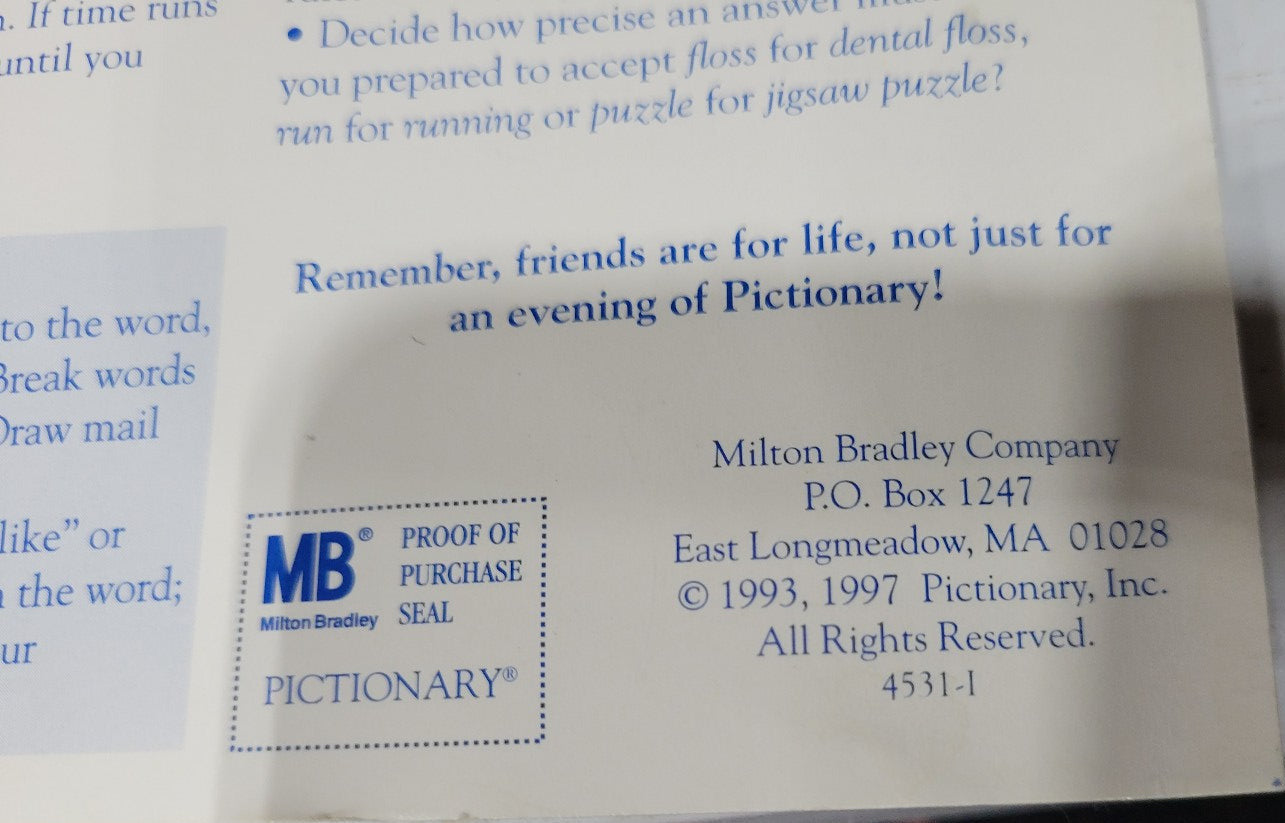 . If time runs
until you
• Decide how precise an answer
you prepared to accept floss for dental floss,
run for running or puzzle for jigsaw puzzle?
Remember, friends are for life, not just for
an evening of Pictionary!
to the word,
Break words
Draw mail
like” or
the word;
ur
MB® PROOF OF
PURCHASE
Milton Bradley SEAL
PICTIONARY®
Milton Bradley Company
P.O. Box 1247
East Longmeadow, MA 01028
© 1993, 1997 Pictionary, Inc.
All Rights Reserved.
4531-I